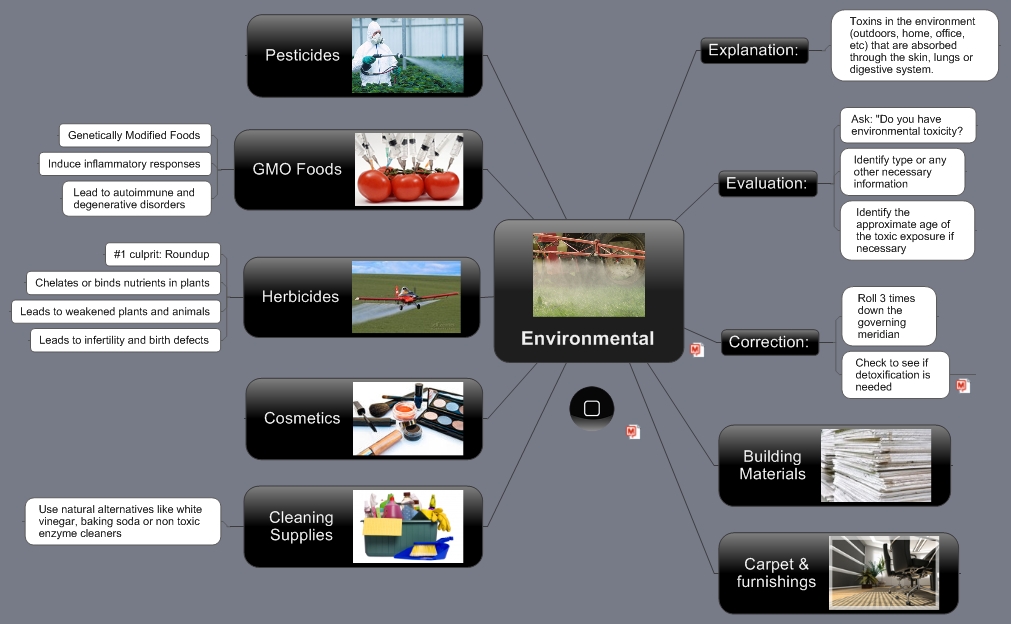 Pesticides
Genetically Modified Foods
Induce inflammatory responses
Lead to autoimmune and
degenerative disorders
GMO Foods
#1 culprit: Roundup
Chelates or binds nutrients in plants
Leads to weakened plants and animals
Leads to infertility and birth defects
Herbicides
Cosmetics
Use natural alternatives like white
vinegar, baking soda or non toxic
enzyme cleaners
Cleaning
Supplies
Environmental
Explanation:
Toxins in the environment
(outdoors, home, office,
etc) that are absorbed
through the skin, lungs or
digestive system.
Evaluation:
Ask: "Do you have
environmental toxicity?
Identify type or any
other necessary
information
Identify the
approximate age of
the toxic exposure if
necessary
Correction:
Roll 3 times
down the
governing
meridian
Check to see if
detoxification is
needed
Building
Materials
Carpet &
furnishings